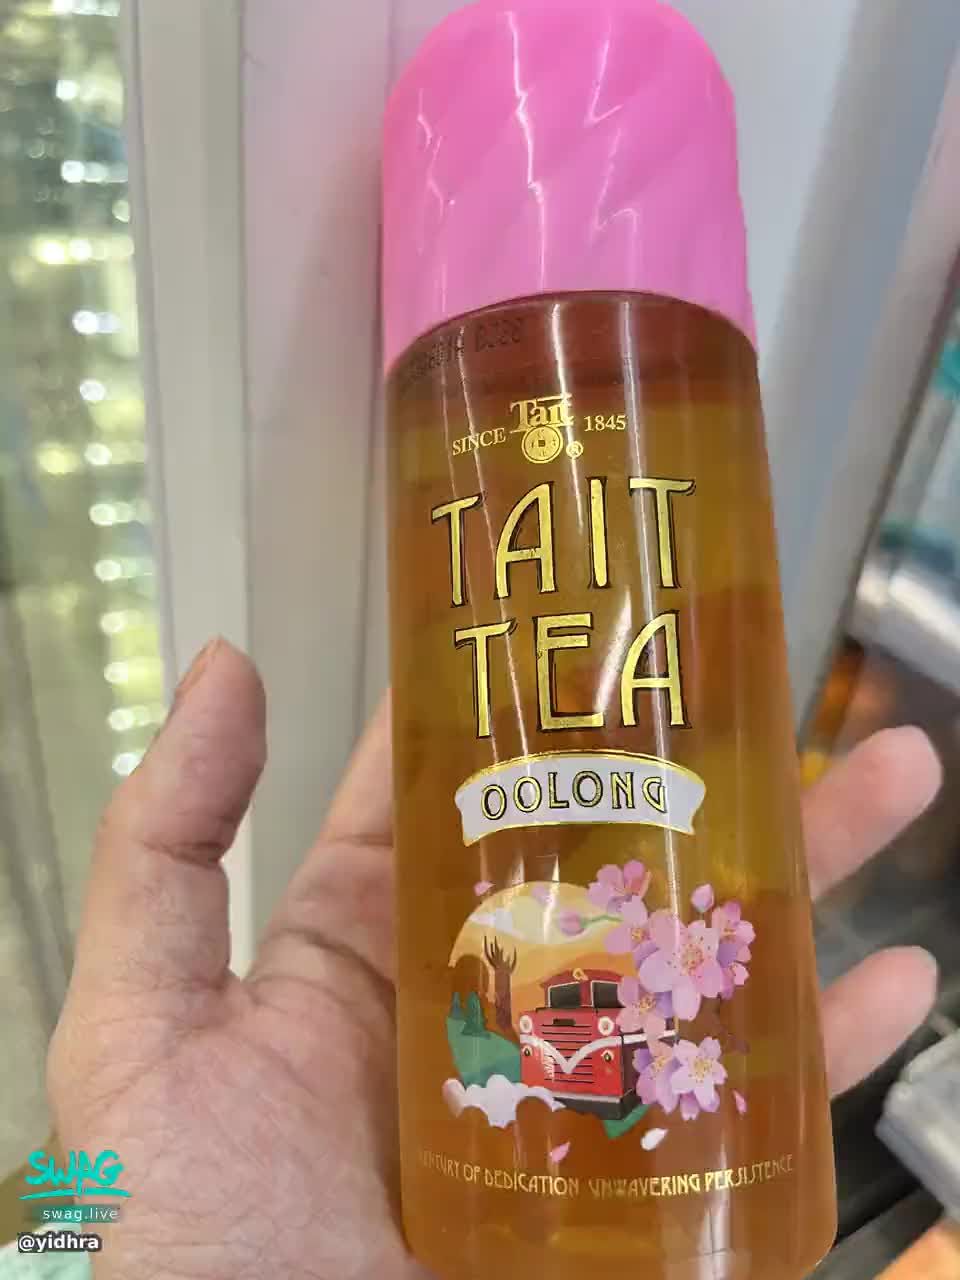 Tait
SINCE 1845
®
TAIT
TEA
OOLONG
OF DEDICATION UNWAVERING PERSISTENCE
SWAG
swag.live
@yidhra